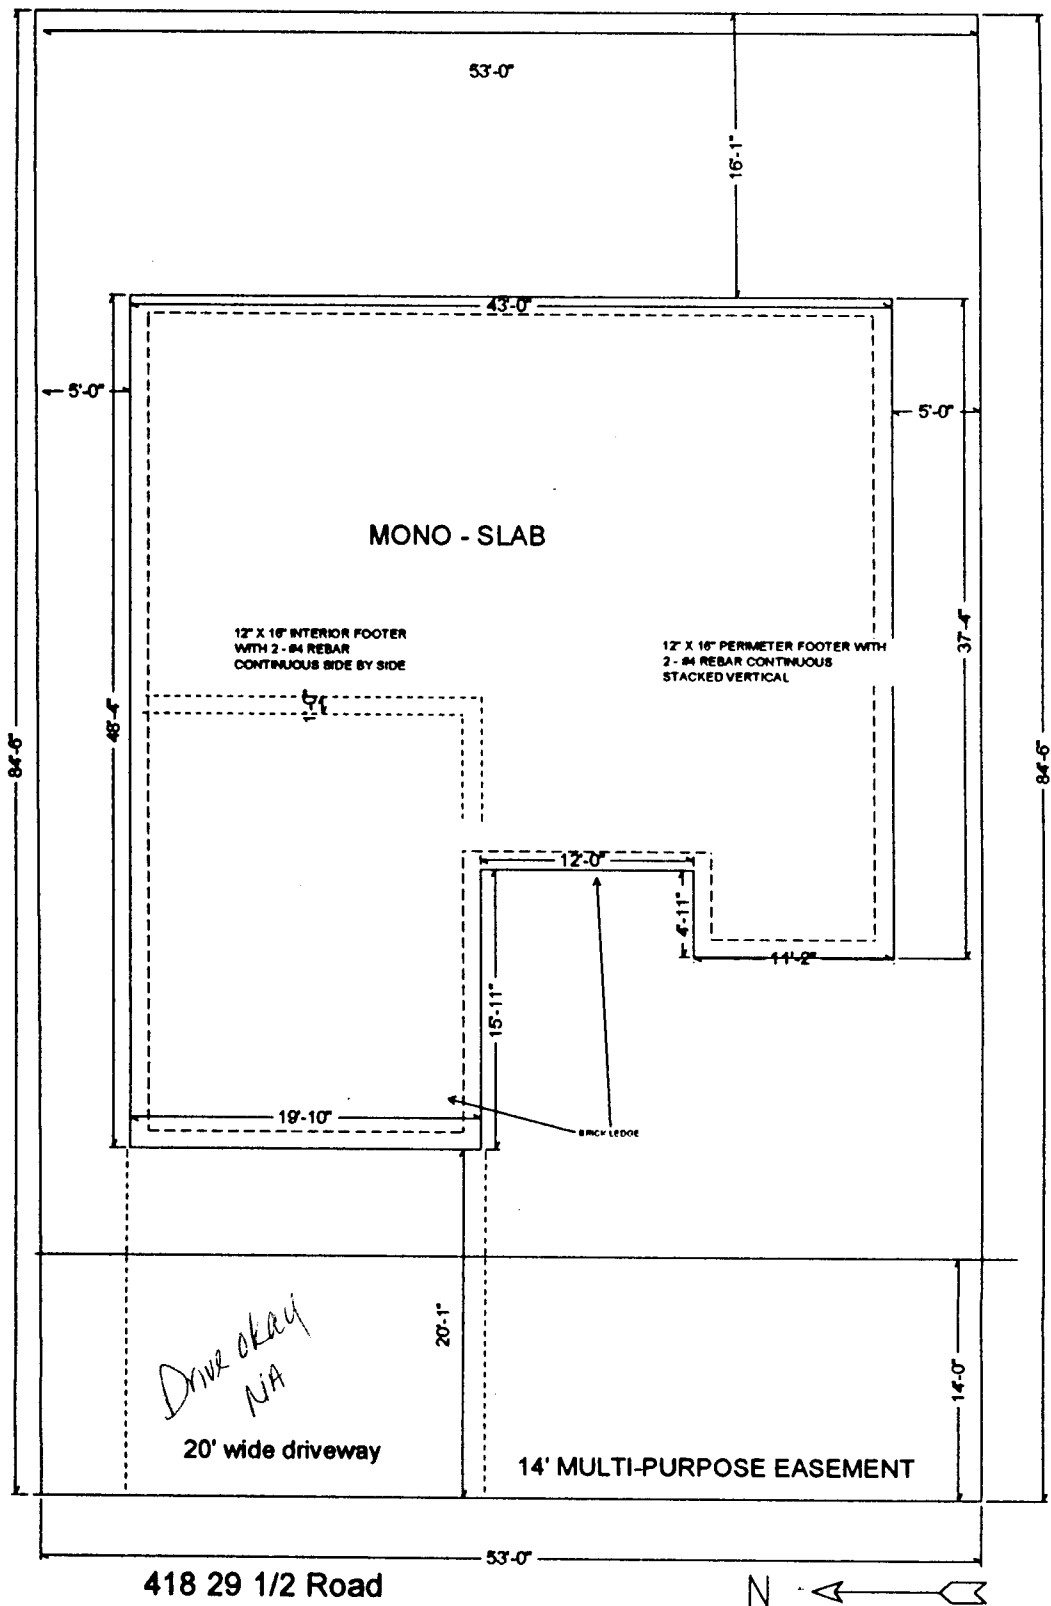 53'-0"
16'-1"
43'-0"
5'-0"
5'-0"
MONO - SLAB
12" X 16" INTERIOR FOOTER
WITH 2 - #4 REBAR
CONTINUOUS SIDE BY SIDE
12" X 16" PERIMETER FOOTER WITH
2 - #4 REBAR CONTINUOUS
STACKED VERTICAL
37'-4"
48'-4"
84'-6"
84'-6"
12'-0"
4'-11"
11'-2"
15'-11"
19'-10"
BRICK LEDGE
20'-1"
14'-0"
Drive okay
20' wide driveway
14' MULTI-PURPOSE EASEMENT
53'-0"
418 29 1/2 Road
N